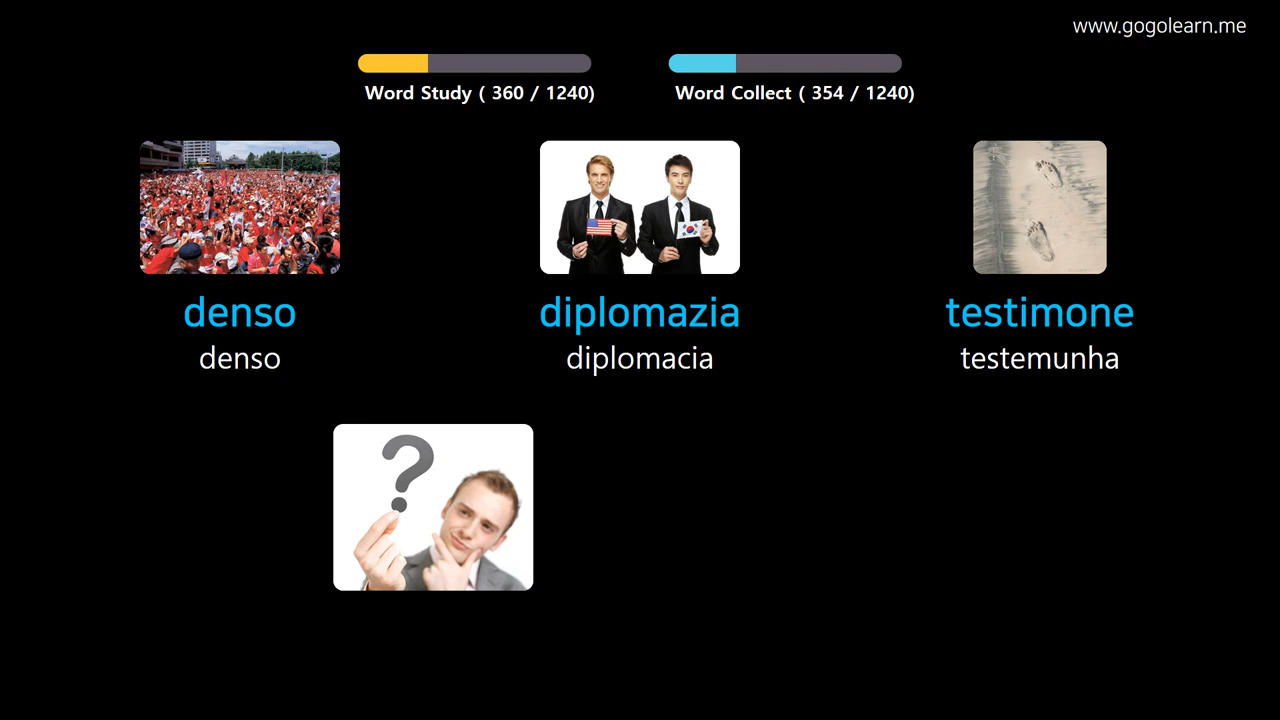 www.gogolearn.me
Word Study ( 360 / 1240)
Word Collect ( 354 / 1240)
denso
diplomazia
testimone
denso
diplomacia
testemunha
?